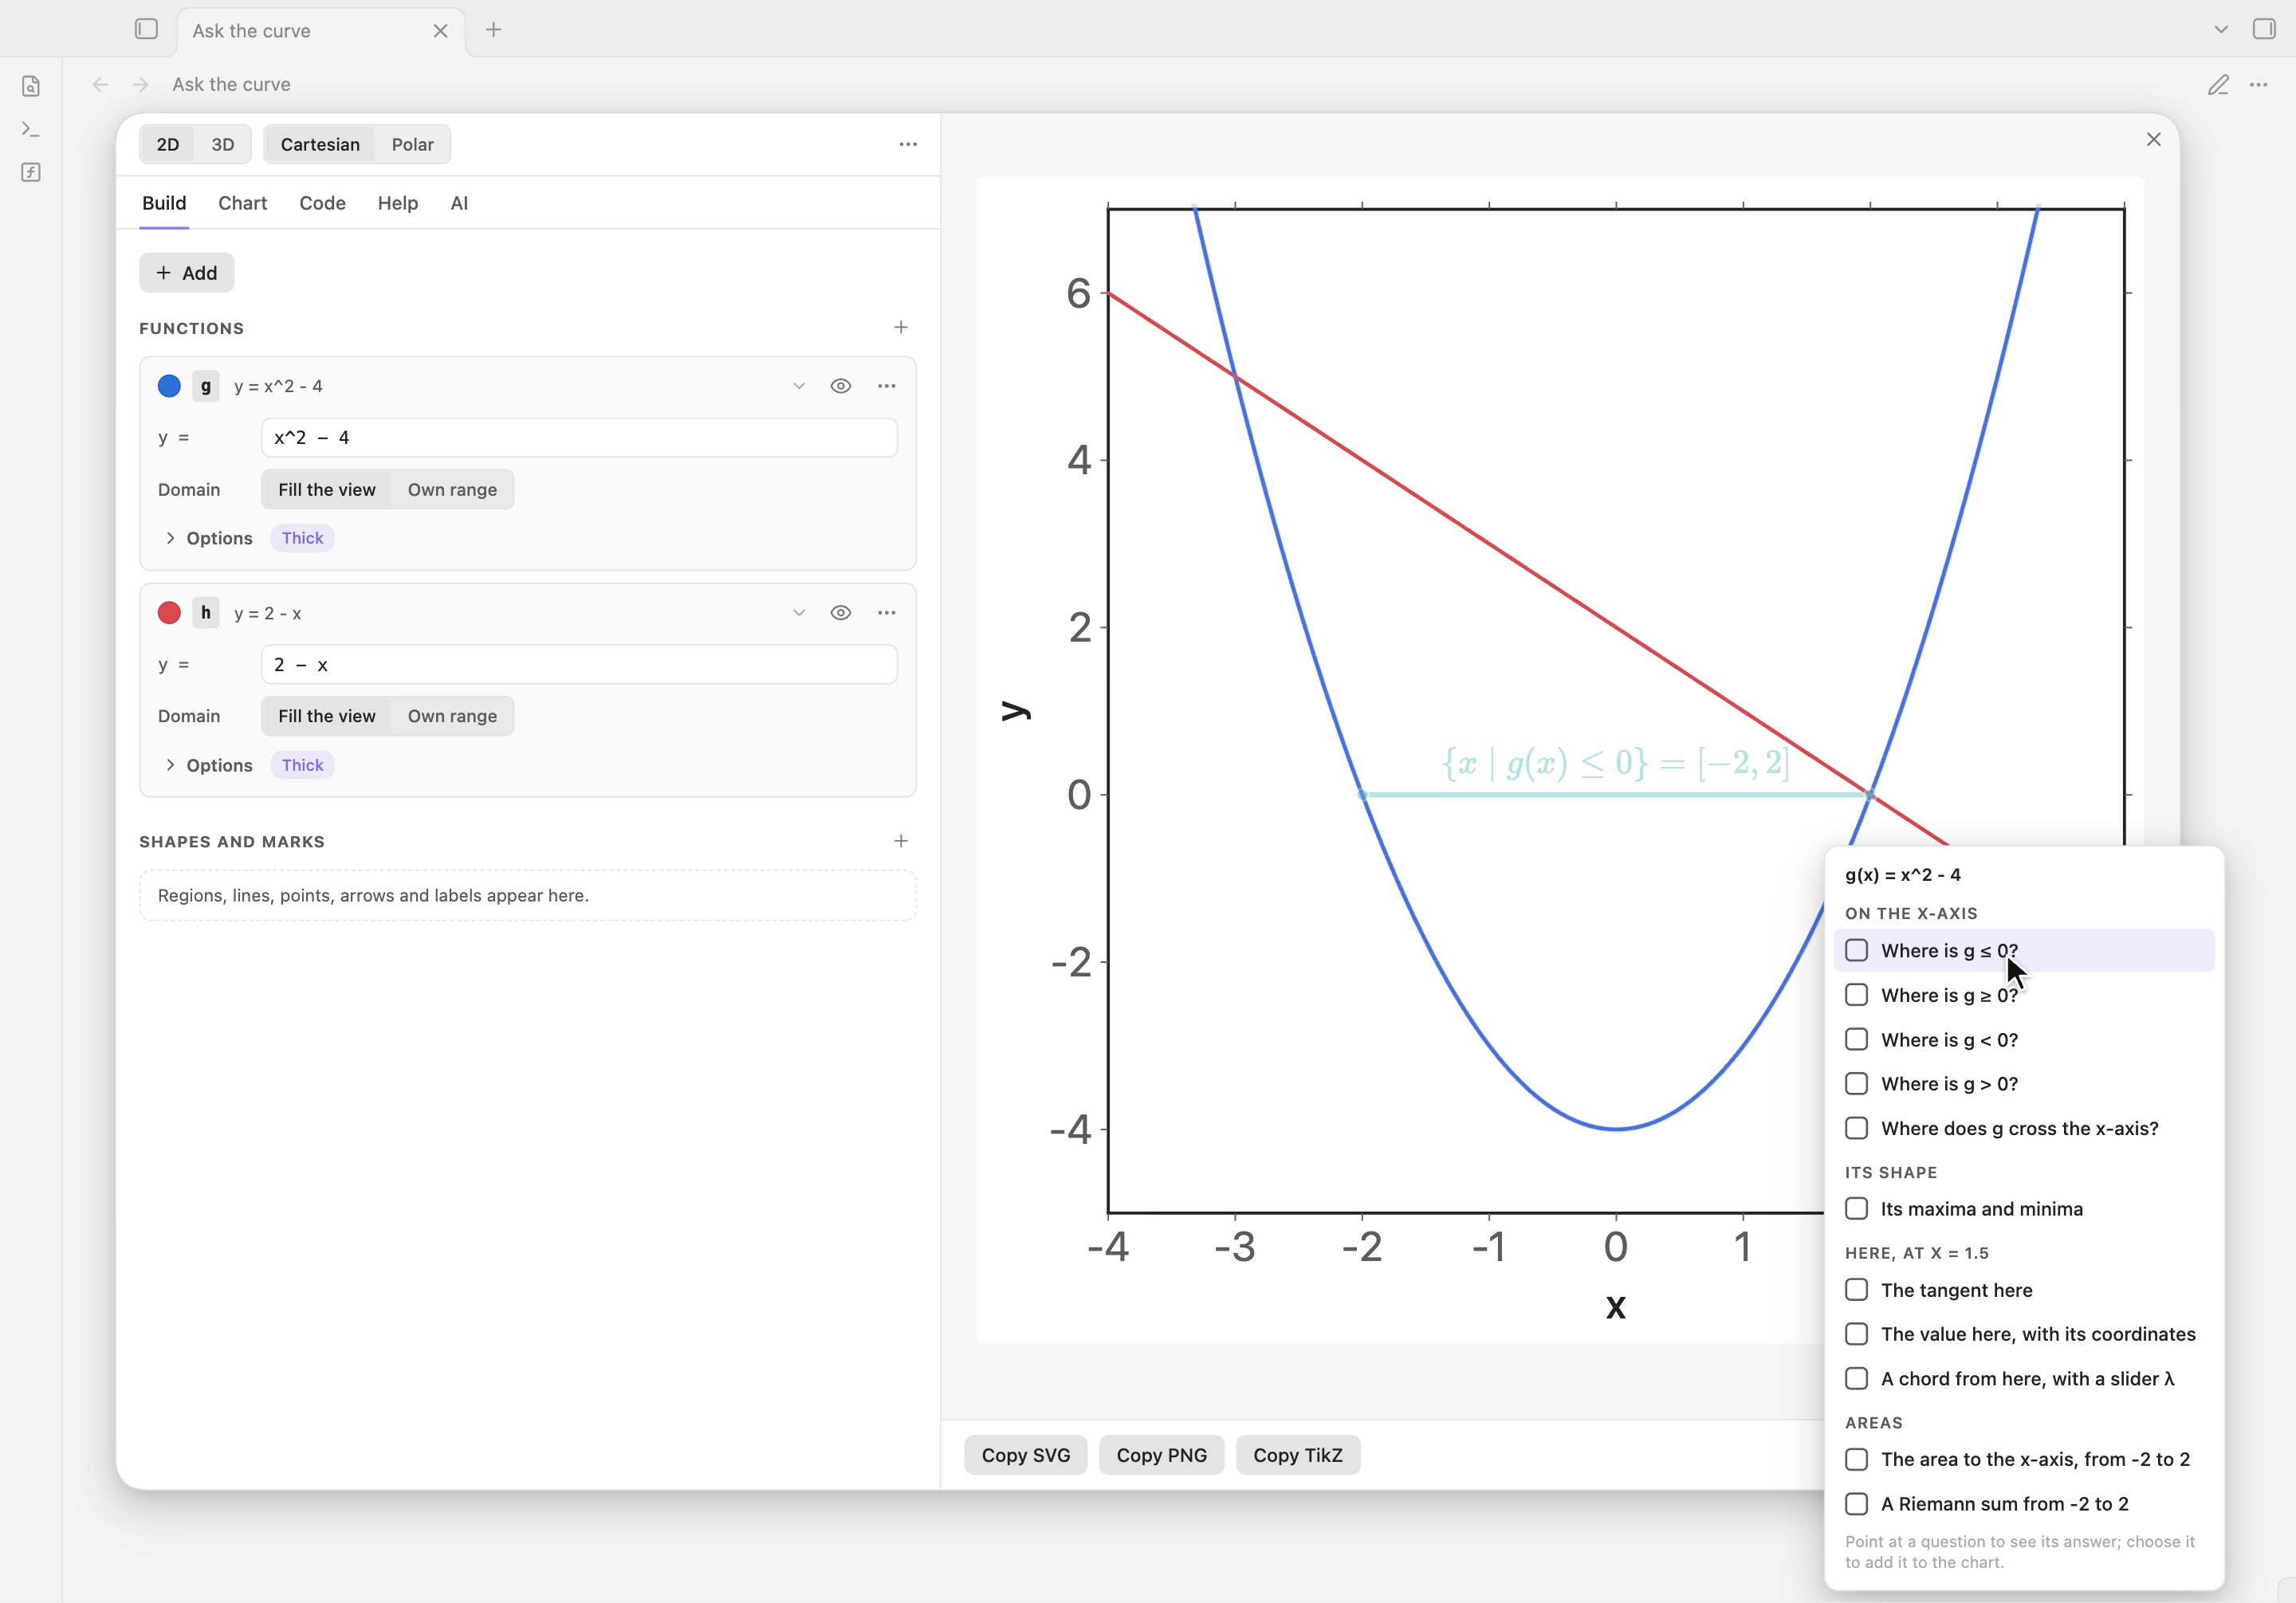 Ask the curve
Ask the curve
2D 3D Cartesian Polar
Build Chart Code Help AI
+ Add
FUNCTIONS
g y = x^2 - 4
y = x^2 − 4
Domain Fill the view Own range
Options Thick
h y = 2 - x
y = 2 − x
Domain Fill the view Own range
Options Thick
SHAPES AND MARKS
Regions, lines, points, arrows and labels appear here.
6
4
2
0
-2
-4
y
{x | g(x) ≤ 0} = [−2, 2]
-4 -3 -2 -1 0 1
x
Copy SVG Copy PNG Copy TikZ
g(x) = x^2 - 4
ON THE X-AXIS
Where is g ≤ 0?
Where is g ≥ 0?
Where is g < 0?
Where is g > 0?
Where does g cross the x-axis?
ITS SHAPE
Its maxima and minima
HERE, AT X = 1.5
The tangent here
The value here, with its coordinates
A chord from here, with a slider λ
AREAS
The area to the x-axis, from -2 to 2
A Riemann sum from -2 to 2
Point at a question to see its answer; choose it
to add it to the chart.